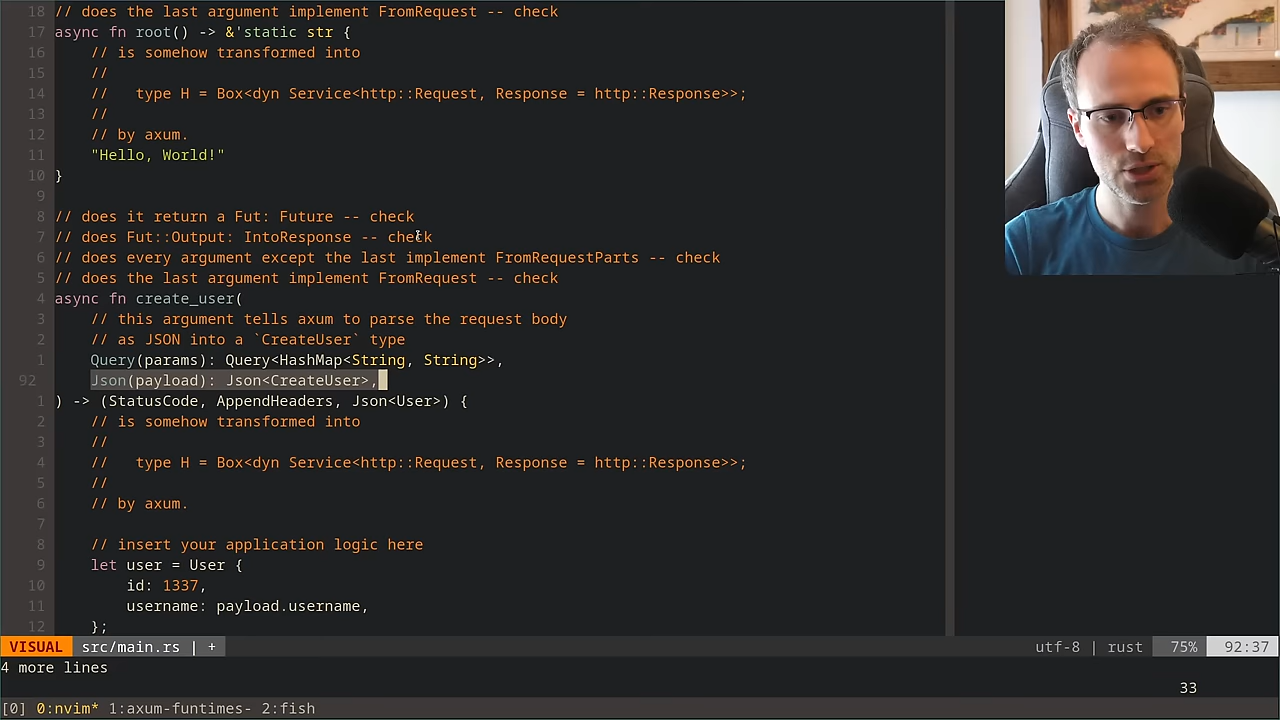 18 // does the last argument implement FromRequest -- check
17 async fn root() -> &'static str {
16 // is somehow transformed into
15 //
14 //   type H = Box<dyn Service<http::Request, Response = http::Response>>;
13 //
12 // by axum.
11 "Hello, World!"
10 }
9
8 // does it return a Fut: Future -- check
7 // does Fut::Output: IntoResponse -- check
6 // does every argument except the last implement FromRequestParts -- check
5 // does the last argument implement FromRequest -- check
4 async fn create_user(
3 // this argument tells axum to parse the request body
2 // as JSON into a `CreateUser` type
1 Query(params): Query<HashMap<String, String>>,
92 Json(payload): Json<CreateUser>,
1 ) -> (StatusCode, AppendHeaders, Json<User>) {
2 // is somehow transformed into
3 //
4 //   type H = Box<dyn Service<http::Request, Response = http::Response>>;
5 //
6 // by axum.
7
8 // insert your application logic here
9 let user = User {
10 id: 1337,
11 username: payload.username,
12 };
VISUAL src/main.rs | + utf-8 | rust 75% 92:37
4 more lines
33
[0] 0:nvim* 1:axum-funtimes- 2:fish